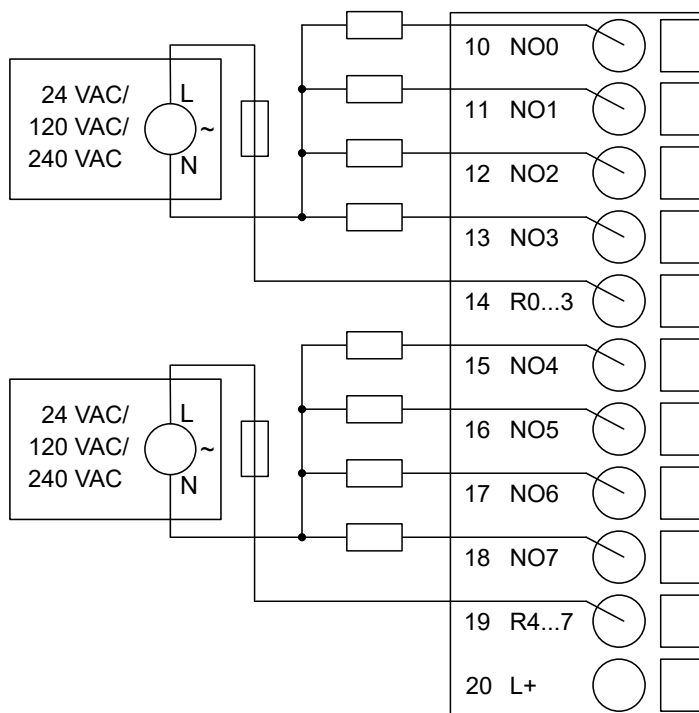 24 VAC/
120 VAC/
240 VAC
L
~
N
10 NO0
11 NO1
12 NO2
13 NO3
14 R0...3
24 VAC/
120 VAC/
240 VAC
L
~
N
15 NO4
16 NO5
17 NO6
18 NO7
19 R4...7
20 L+